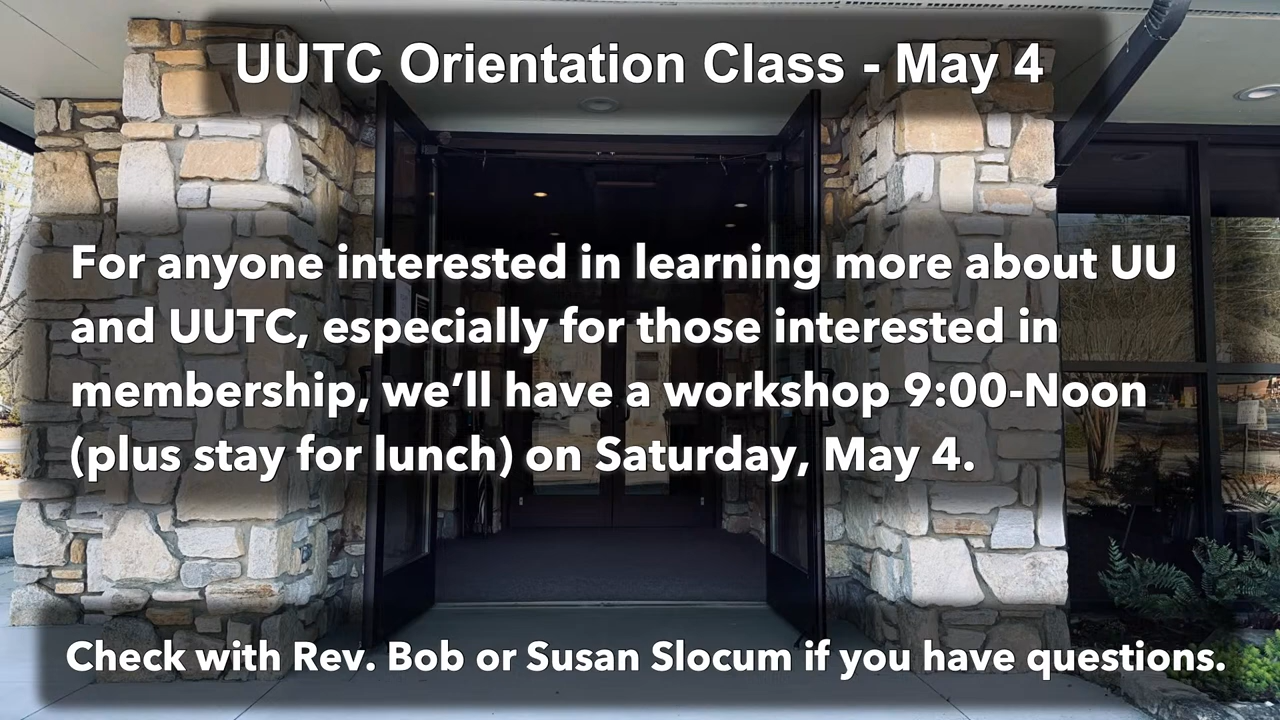 UUTC Orientation Class - May 4
For anyone interested in learning more about UU
and UUTC, especially for those interested in
membership, we’ll have a workshop 9:00-Noon
(plus stay for lunch) on Saturday, May 4.
Check with Rev. Bob or Susan Slocum if you have questions.